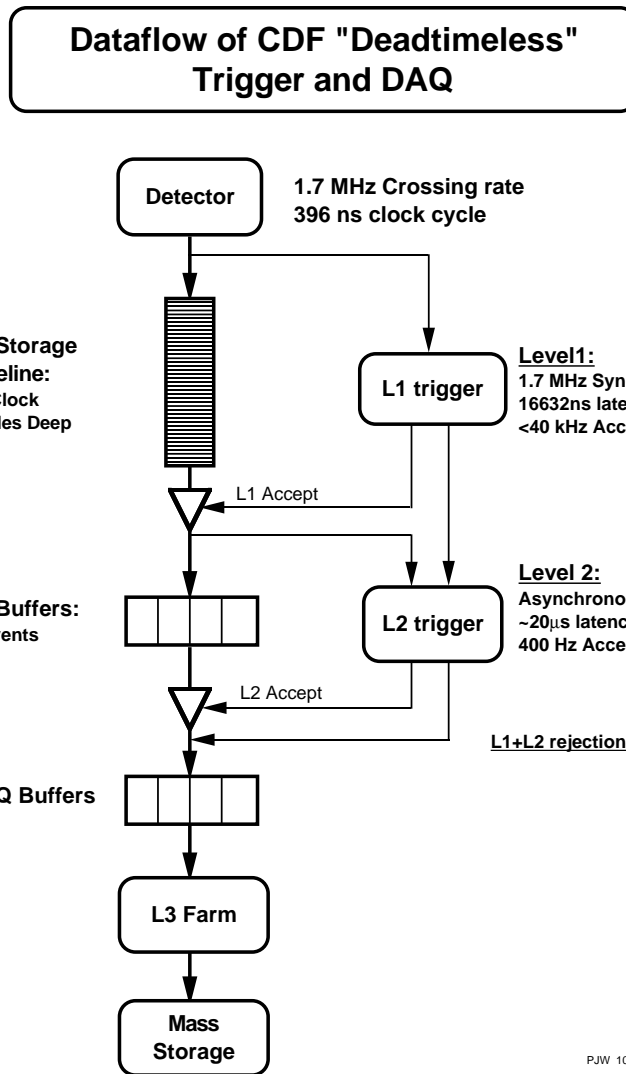 Dataflow of CDF "Deadtimeless"
Trigger and DAQ
Detector
1.7 MHz Crossing rate
396 ns clock cycle
Storage
eline:
Clock
les Deep
L1 trigger
Level1:
1.7 MHz Syn
16632ns late
<40 kHz Acc
L1 Accept
Buffers:
vents
L2 trigger
Level 2:
Asynchrono
~20μs latenc
400 Hz Acce
L2 Accept
L1+L2 rejection
Q Buffers
L3 Farm
Mass
Storage
PJW 10